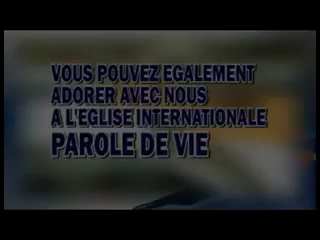 VOUS POUVEZ EGALEMENT
ADORER AVEC NOUS
A L'EGLISE INTERNATIONALE
PAROLE DE VIE